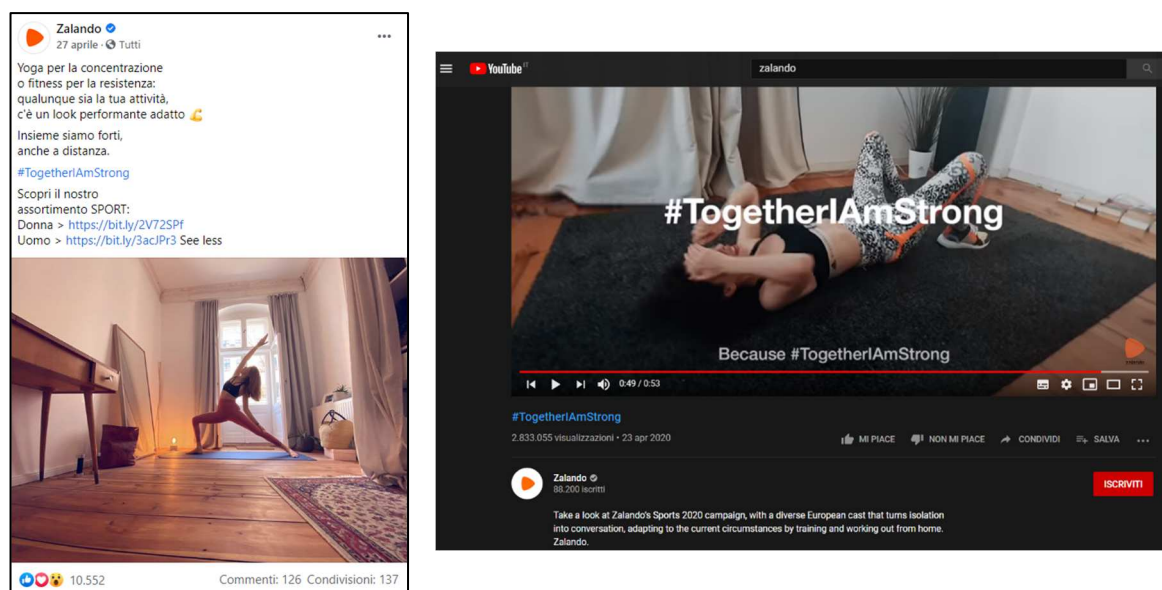 Zalando
27 aprile · Tutti
Yoga per la concentrazione
o fitness per la resistenza:
qualunque sia la tua attività,
c'è un look performante adatto 💪
Insieme siamo forti,
anche a distanza.
#TogetherIAmStrong
Scopri il nostro
assortimento SPORT:
Donna > https://bit.ly/2V72SPf
Uomo > https://bit.ly/3acJPr3 See less
10.552
Commenti: 126 Condivisioni: 137
YouTube IT
zalando
#TogetherIAmStrong
Because #TogetherIAmStrong
0:49 / 0:53
#TogetherIAmStrong
2.833.055 visualizzazioni • 23 apr 2020
MI PIACE NON MI PIACE CONDIVIDI SALVA
Zalando
88.200 iscritti
ISCRIVITI
Take a look at Zalando's Sports 2020 campaign, with a diverse European cast that turns isolation
into conversation, adapting to the current circumstances by training and working out from home.
Zalando.